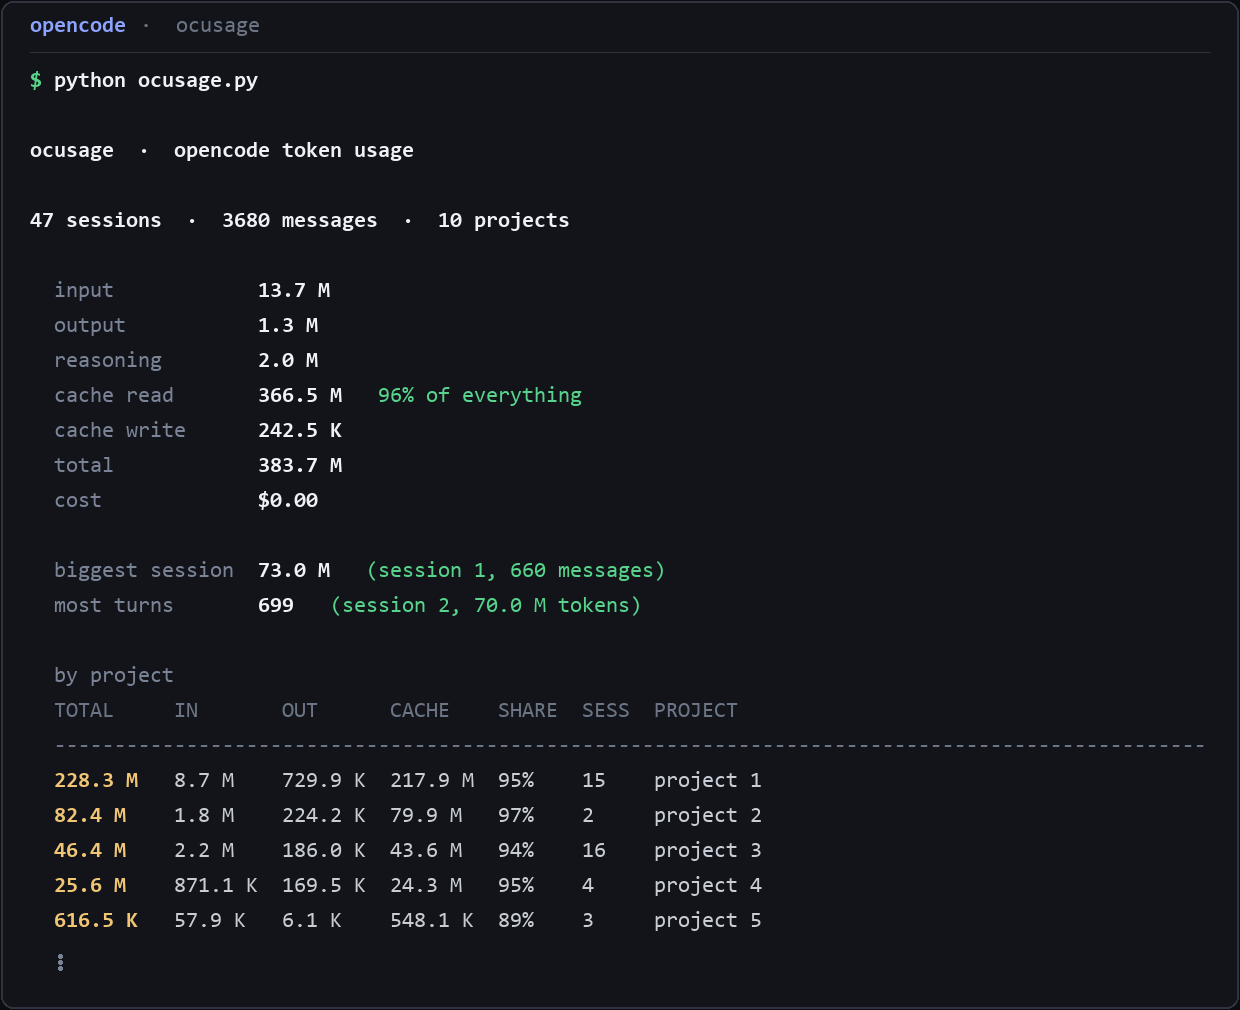 opencode · ocusage
$ python ocusage.py
ocusage · opencode token usage
47 sessions · 3680 messages · 10 projects
input 13.7 M
output 1.3 M
reasoning 2.0 M
cache read 366.5 M 96% of everything
cache write 242.5 K
total 383.7 M
cost $0.00
biggest session 73.0 M (session 1, 660 messages)
most turns 699 (session 2, 70.0 M tokens)
by project
TOTAL IN OUT CACHE SHARE SESS PROJECT
------------------------------------------------------------------------------------------------
228.3 M 8.7 M 729.9 K 217.9 M 95% 15 project 1
82.4 M 1.8 M 224.2 K 79.9 M 97% 2 project 2
46.4 M 2.2 M 186.0 K 43.6 M 94% 16 project 3
25.6 M 871.1 K 169.5 K 24.3 M 95% 4 project 4
616.5 K 57.9 K 6.1 K 548.1 K 89% 3 project 5
⋮